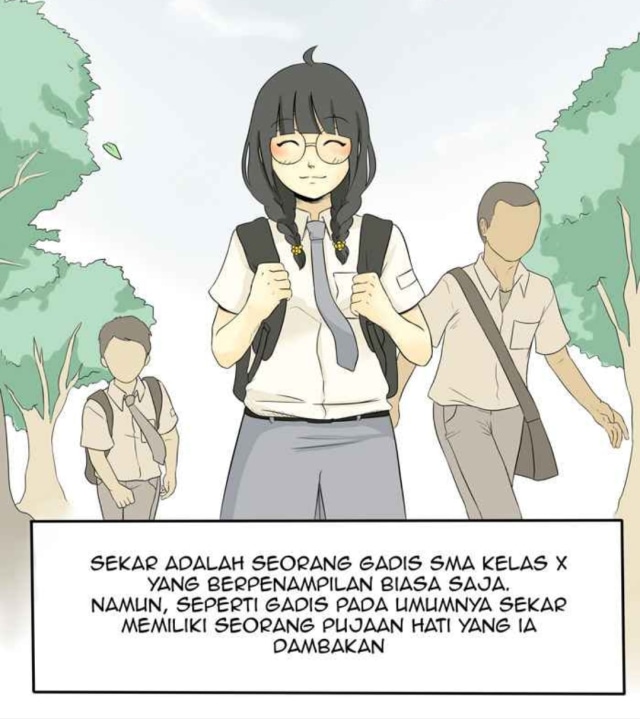 SEKAR ADALAH SEORANG GADIS SMA KELAS X
YANG BERPENAMPILAN BIASA SAJA.
NAMUN, SEPERTI GADIS PADA UMUMNYA SEKAR
MEMILIKI SEORANG PUJAAN HATI YANG IA
DAMBAKAN